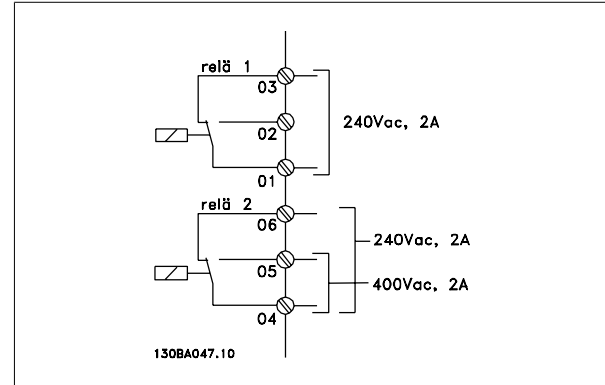 relä 1
03
02
240Vac, 2A
01
relä 2
06
240Vac, 2A
05
400Vac, 2A
04
130BA047.10